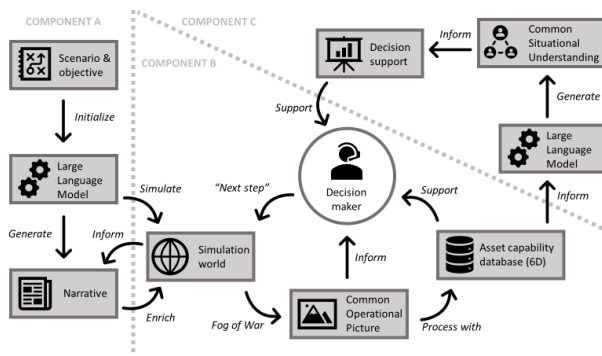 COMPONENT A
COMPONENT C
COMPONENT B
Scenario &
objective
Initialize
Large
Language
Model
Generate
Narrative
Simulate
Inform
Enrich
Simulation
world
"Next step"
Fog of War
Decision
maker
Inform
Common
Operational
Picture
Process with
Asset capability
database (6D)
Support
Inform
Large
Language
Model
Generate
Common
Situational
Understanding
Inform
Decision
support
Support